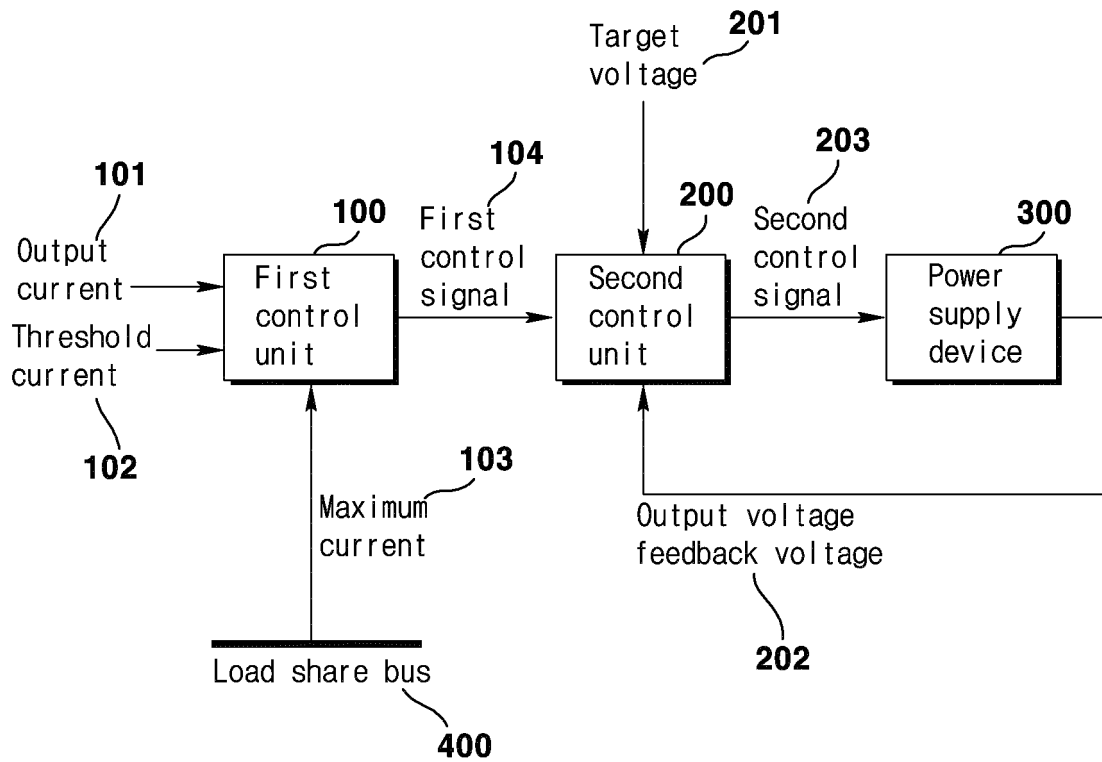 Target
voltage
201
101
Output
current
Threshold
current
102
100
First
control
unit
104
First
control
signal
200
Second
control
unit
203
Second
control
signal
300
Power
supply
device
103
Maximum
current
Output voltage
feedback voltage
202
Load share bus
400